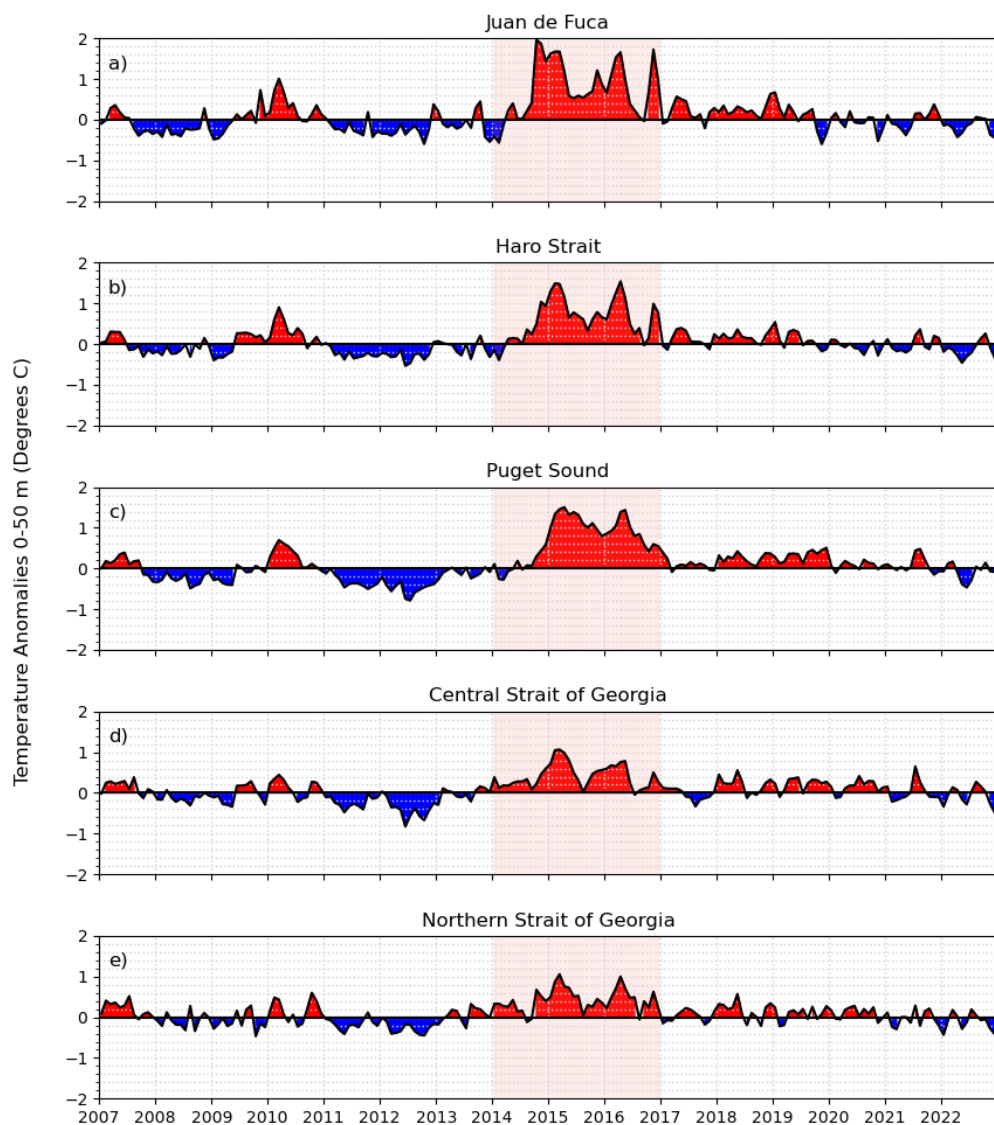 Juan de Fuca
a)
2
1
0
−1
−2
Haro Strait
b)
2
1
0
−1
−2
Temperature Anomalies 0-50 m (Degrees C)
Puget Sound
c)
2
1
0
−1
−2
Central Strait of Georgia
d)
2
1
0
−1
−2
Northern Strait of Georgia
e)
2
1
0
−1
−2
2007 2008 2009 2010 2011 2012 2013 2014 2015 2016 2017 2018 2019 2020 2021 2022